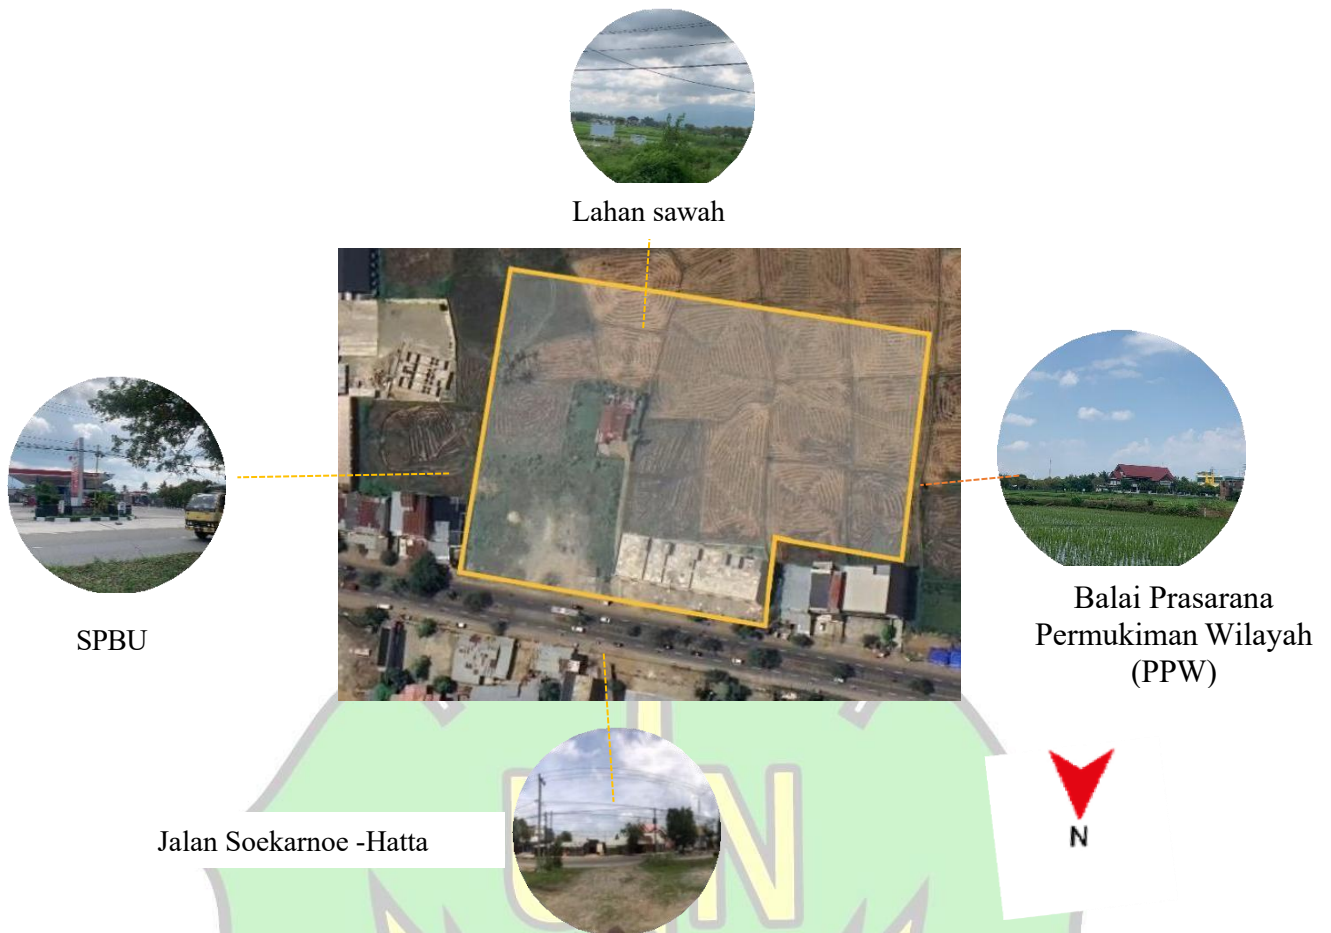 Lahan sawah
SPBU
Balai Prasarana
Permukiman Wilayah
(PPW)
Jalan Soekarnoe -Hatta
N
U N